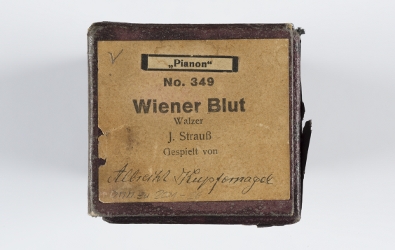 „Pianon“
No. 349
Wiener Blut
Walzer
J. Strauß
Gespielt von
Albrecht Kupfernagel